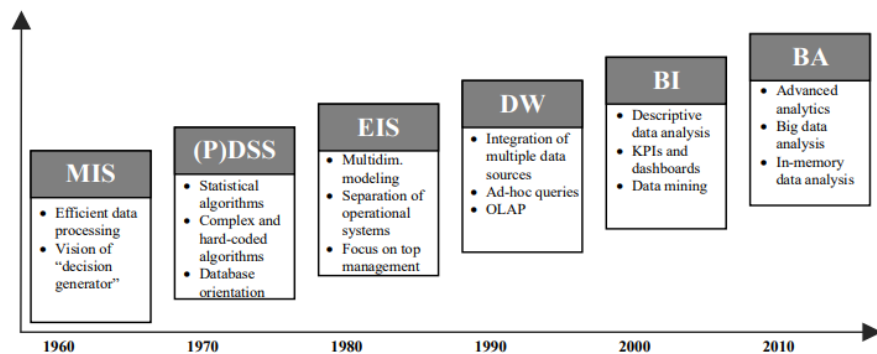 MIS
• Efficient data
processing
• Vision of
“decision
generator”
(P)DSS
• Statistical
algorithms
• Complex and
hard-coded
algorithms
• Database
orientation
EIS
• Multidim.
modeling
• Separation of
operational
systems
• Focus on top
management
DW
• Integration of
multiple data
sources
• Ad-hoc queries
• OLAP
BI
• Descriptive
data analysis
• KPIs and
dashboards
• Data mining
BA
• Advanced
analytics
• Big data
analysis
• In-memory
data analysis
1960 1970 1980 1990 2000 2010